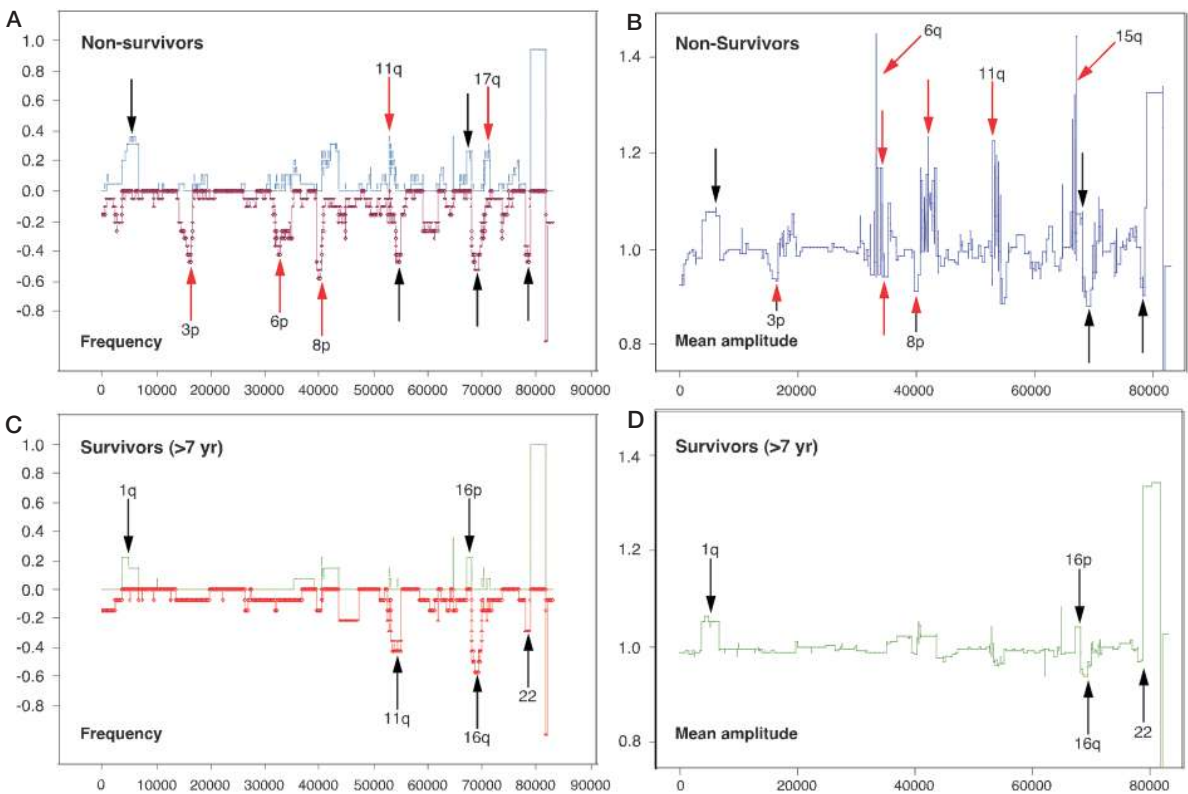 A
Non-survivors
1.0
0.8
0.6
0.4
0.2
0.0
-0.2
-0.4
-0.6
-0.8
11q
17q
3p
6p
8p
Frequency
0 10000 20000 30000 40000 50000 60000 70000 80000 90000
B
Non-Survivors
1.4
1.2
1.0
0.8
6q
15q
11q
3p
8p
Mean amplitude
0 20000 40000 60000 80000
C
Survivors (>7 yr)
1.0
0.8
0.6
0.4
0.2
0.0
-0.2
-0.4
-0.6
-0.8
1q
16p
11q
16q
22
Frequency
0 10000 20000 30000 40000 50000 60000 70000 80000 90000
D
Survivors (>7 yr)
1.4
1.2
1.0
0.8
1q
16p
16q
22
Mean amplitude
0 20000 40000 60000 80000